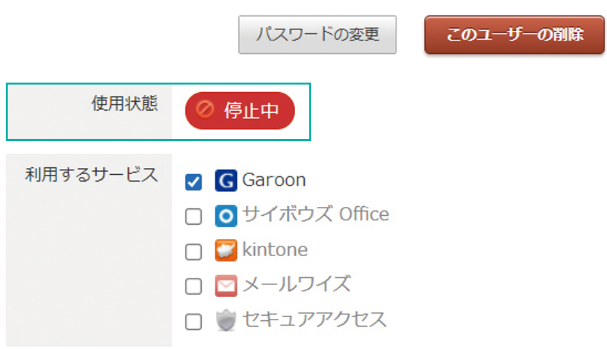 パスワードの変更
このユーザーの削除
使用状態
停止中
利用するサービス
Garoon
サイボウズ Office
kintone
メールワイズ
セキュアアクセス